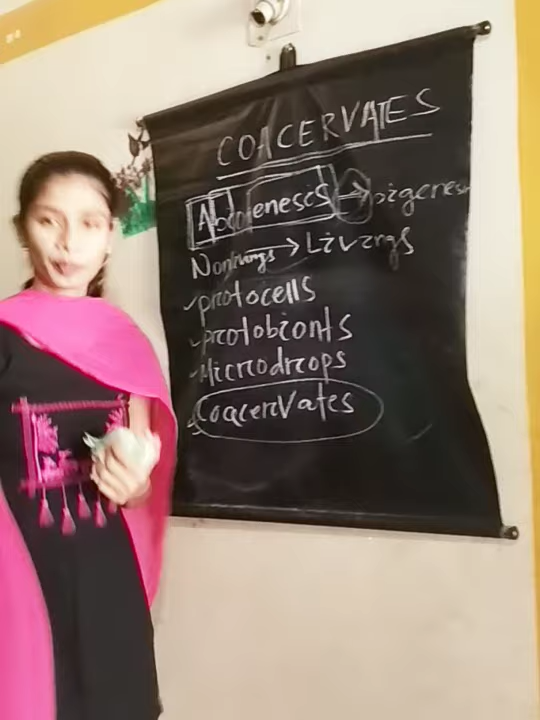 COACERVATES
Abiogenesis → Biogenesis
Nonlivings → Livings
protocells
protobionts
Microdrops
Coacervates